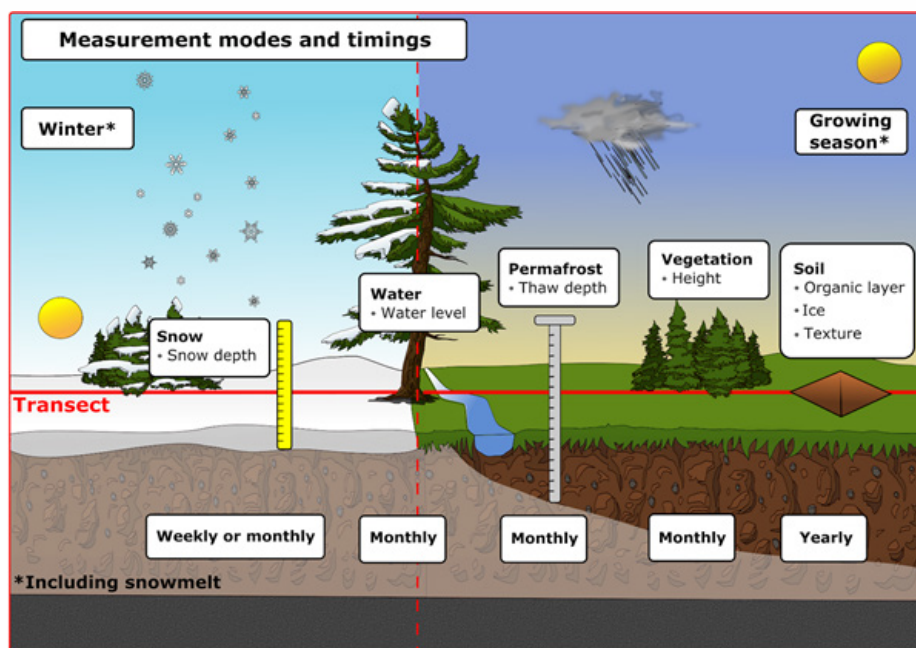 Measurement modes and timings
Winter*
Growing
season*
Snow
• Snow depth
Water
• Water level
Permafrost
• Thaw depth
Vegetation
• Height
Soil
• Organic layer
• Ice
• Texture
Transect
Weekly or monthly
Monthly
Monthly
Monthly
Yearly
*Including snowmelt